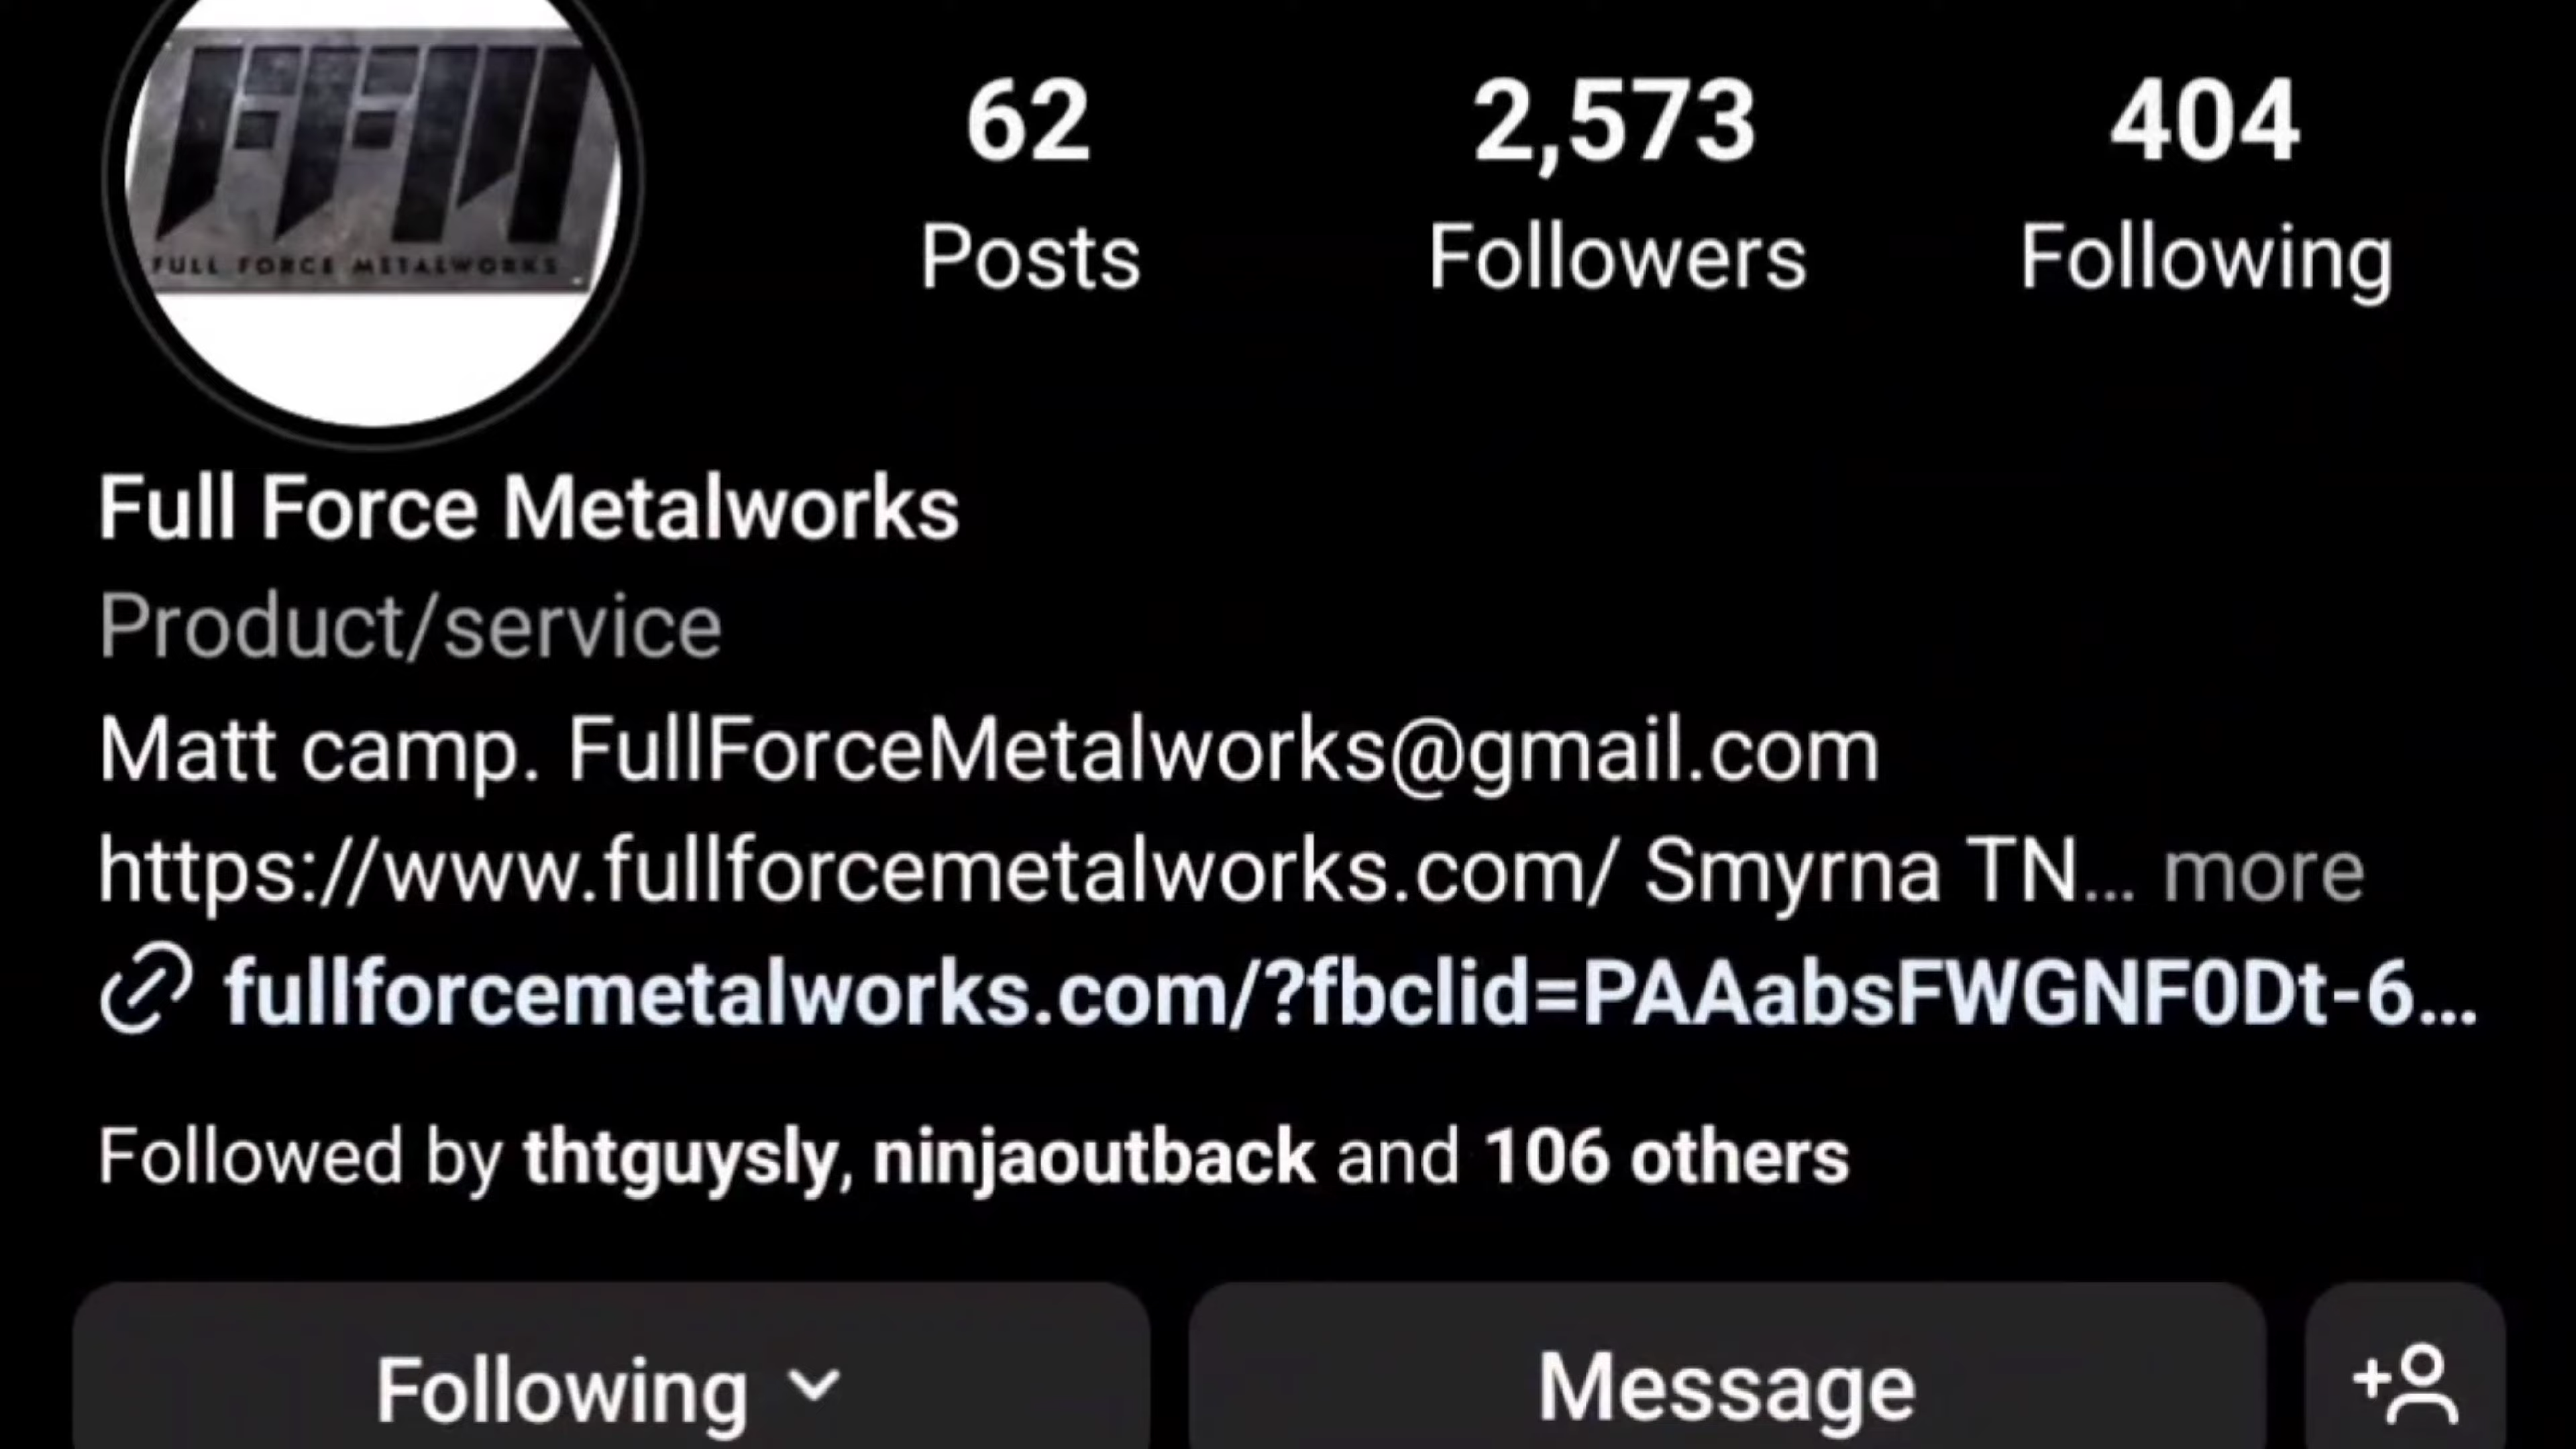 FFW
FULL FORCE METALWORKS
62
Posts
2,573
Followers
404
Following
Full Force Metalworks
Product/service
Matt camp. FullForceMetalworks@gmail.com
https://www.fullforcemetalworks.com/ Smyrna TN... more
fullforcemetalworks.com/?fbclid=PAAabsFWGNF0Dt-6...
Followed by thtguysly, ninjaoutback and 106 others
Following
Message